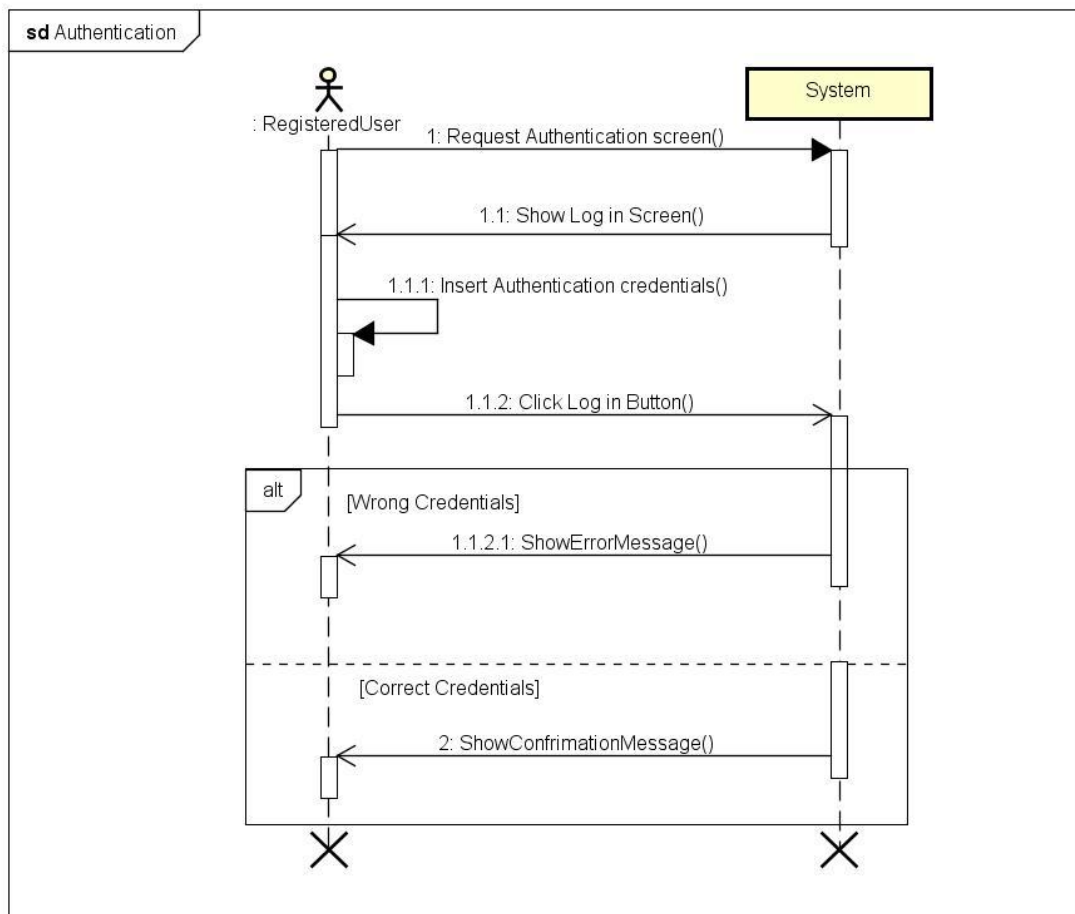 sd Authentication
System
: RegisteredUser
1: Request Authentication screen()
1.1: Show Log in Screen()
1.1.1: Insert Authentication credentials()
1.1.2: Click Log in Button()
alt
[Wrong Credentials]
1.1.2.1: ShowErrorMessage()
[Correct Credentials]
2: ShowConfrimationMessage()